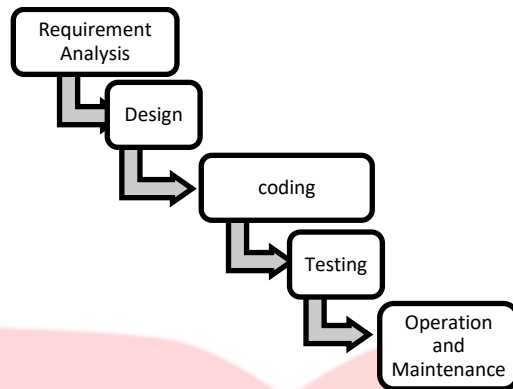 Requirement
Analysis
Design
coding
Testing
Operation
and
Maintenance